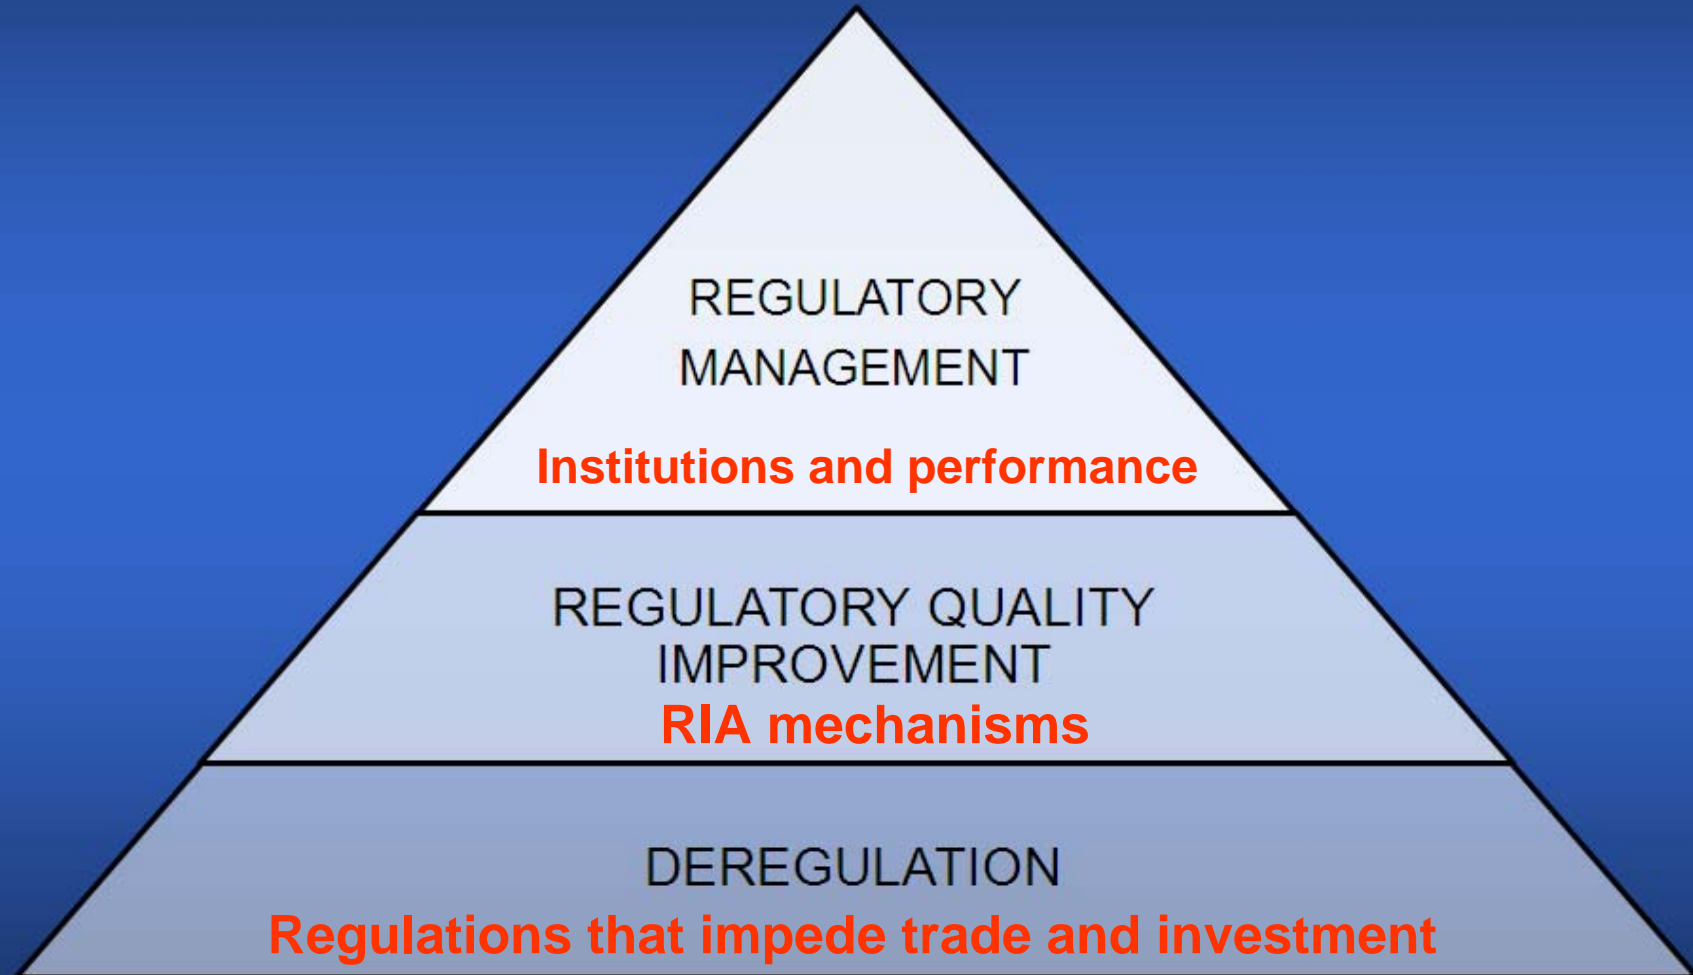 REGULATORY
MANAGEMENT
Institutions and performance
REGULATORY QUALITY
IMPROVEMENT
RIA mechanisms
DEREGULATION
Regulations that impede trade and investment